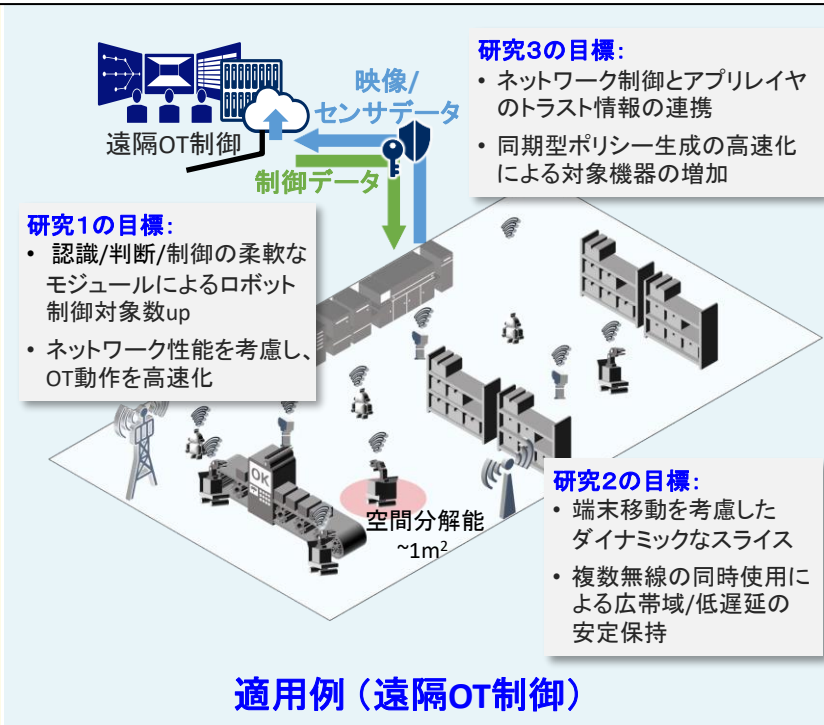 映像/
センサデータ
遠隔OT制御
制御データ
研究3の目標:
• ネットワーク制御とアプリレイヤ
のトラスト情報の連携
• 同期型ポリシー生成の高速化
による対象機器の増加
研究1の目標:
• 認識/判断/制御の柔軟な
モジュールによるロボット
制御対象数up
• ネットワーク性能を考慮し、
OT動作を高速化
OK
空間分解能
~1m²
研究2の目標:
• 端末移動を考慮した
ダイナミックなスライス
• 複数無線の同時使用に
よる広帯域/低遅延の
安定保持
適用例（遠隔OT制御）